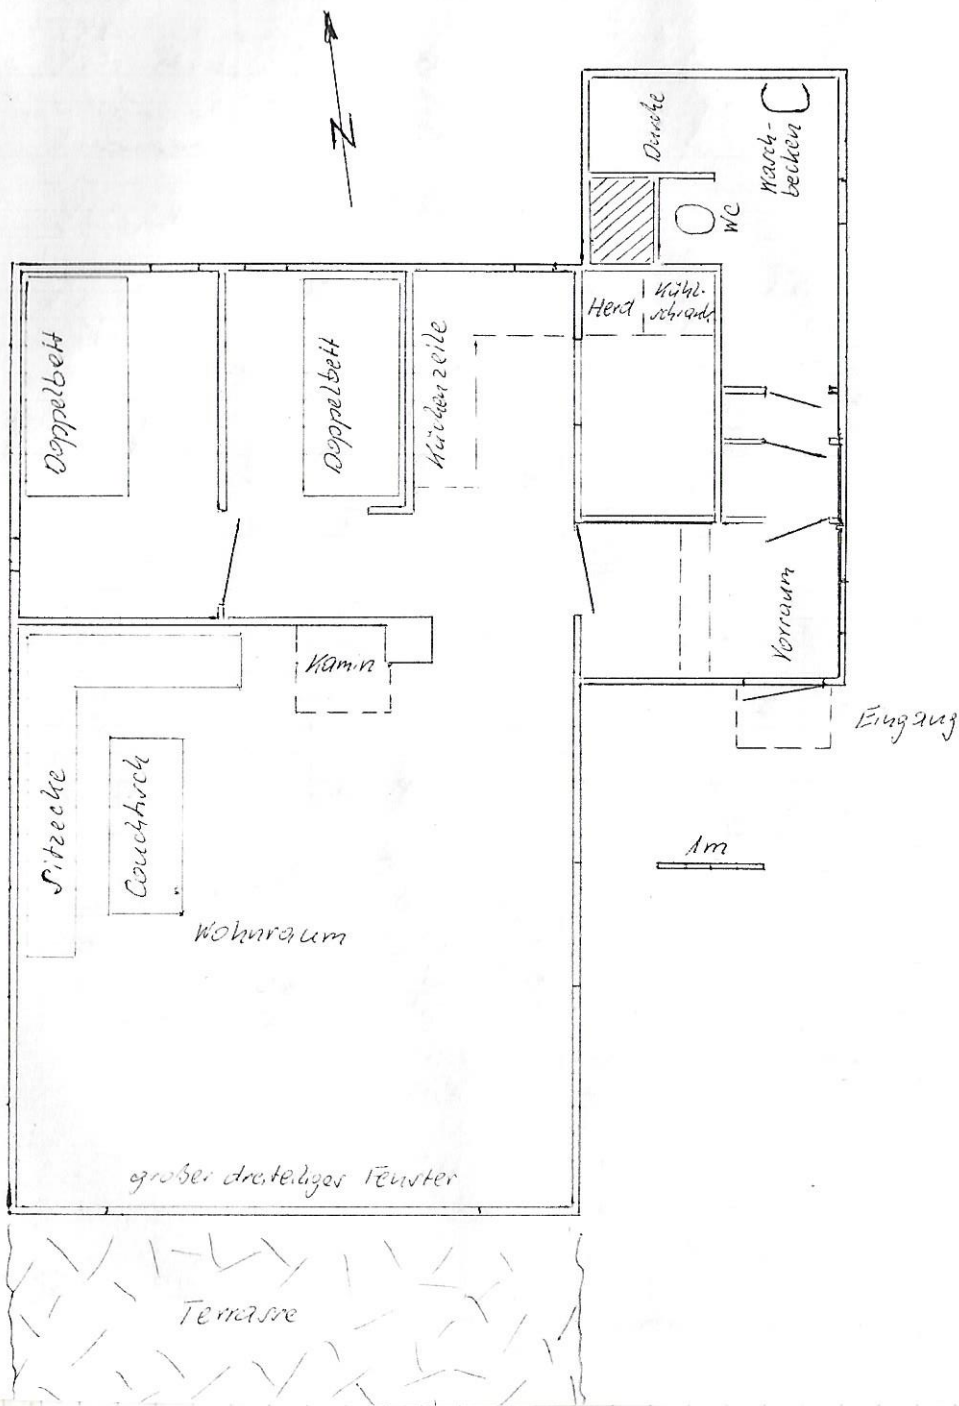 N
Dusche
Wasch-
becken
WC
Herd
Kühl-
schrank
Doppelbett
Doppelbett
Küchenzeile
Vorraum
Kamin
Eingang
Sitzecke
Couchtisch
1m
Wohnraum
großer dreiteiliges Fenster
Terrasse